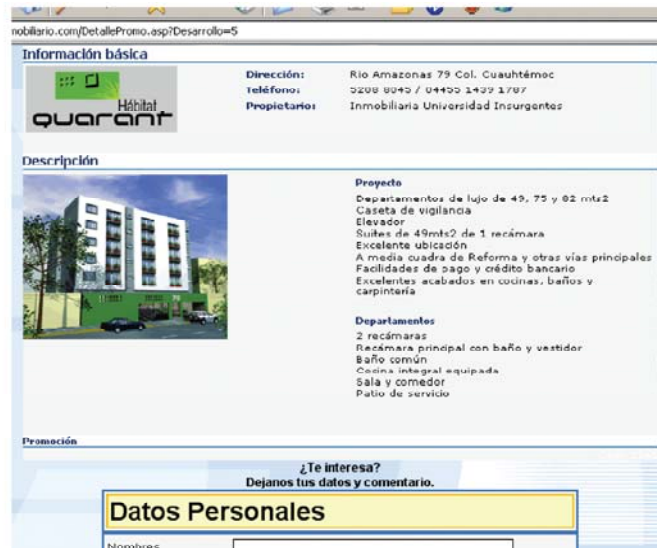 nobiliario.com/DetallePromo.asp?Desarrollo=5
Información básica
Hábitat
quarant
Dirección: Rio Amazonas 79 Col. Cuauhtémoc
Teléfono: 5208 8045 / 04455 1439 1787
Propietario: Inmobiliaria Universidad Insurgentes
Descripción
Proyecto
Departamentos de lujo de 49, 75 y 82 mts2
Caseta de vigilancia
Elevador
Suites de 49mts2 de 1 recámara
Excelente ubicación
A media cuadra de Reforma y otras vías principales
Facilidades de pago y crédito bancario
Excelentes acabados en cocinas, baños y
carpintería
Departamentos
2 recámaras
Recámara principal con baño y vestidor
Baño común
Cocina integral equipada
Sala y comedor
Patio de servicio
Promoción
¿Te interesa?
Dejanos tus datos y comentario.
Datos Personales
Nombres